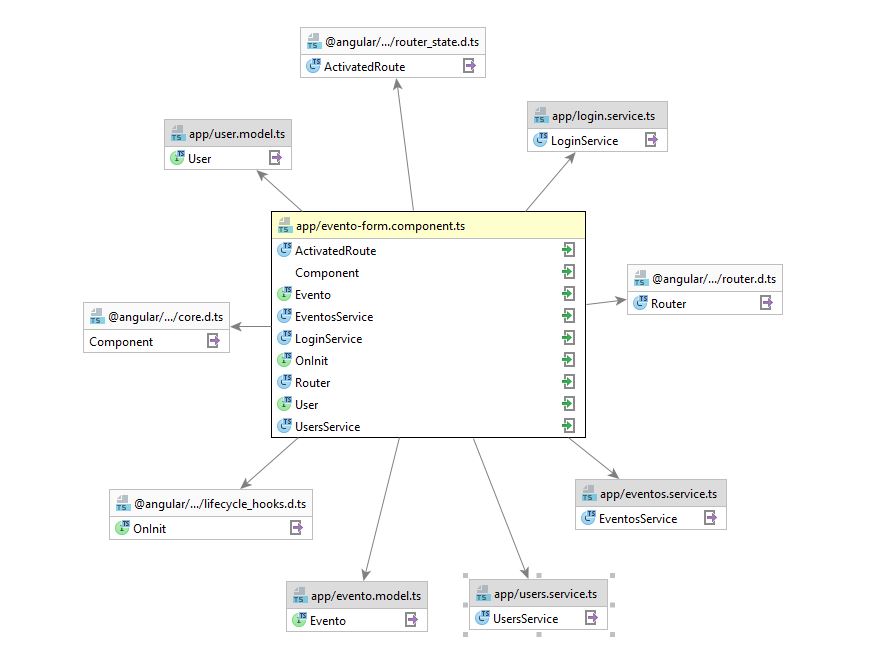 @angular/.../router_state.d.ts
ActivatedRoute
app/login.service.ts
LoginService
app/user.model.ts
User
app/evento-form.component.ts
ActivatedRoute
Component
Evento
EventosService
LoginService
OnInit
Router
User
UsersService
@angular/.../router.d.ts
Router
@angular/.../core.d.ts
Component
@angular/.../lifecycle_hooks.d.ts
OnInit
app/eventos.service.ts
EventosService
app/evento.model.ts
Evento
app/users.service.ts
UsersService